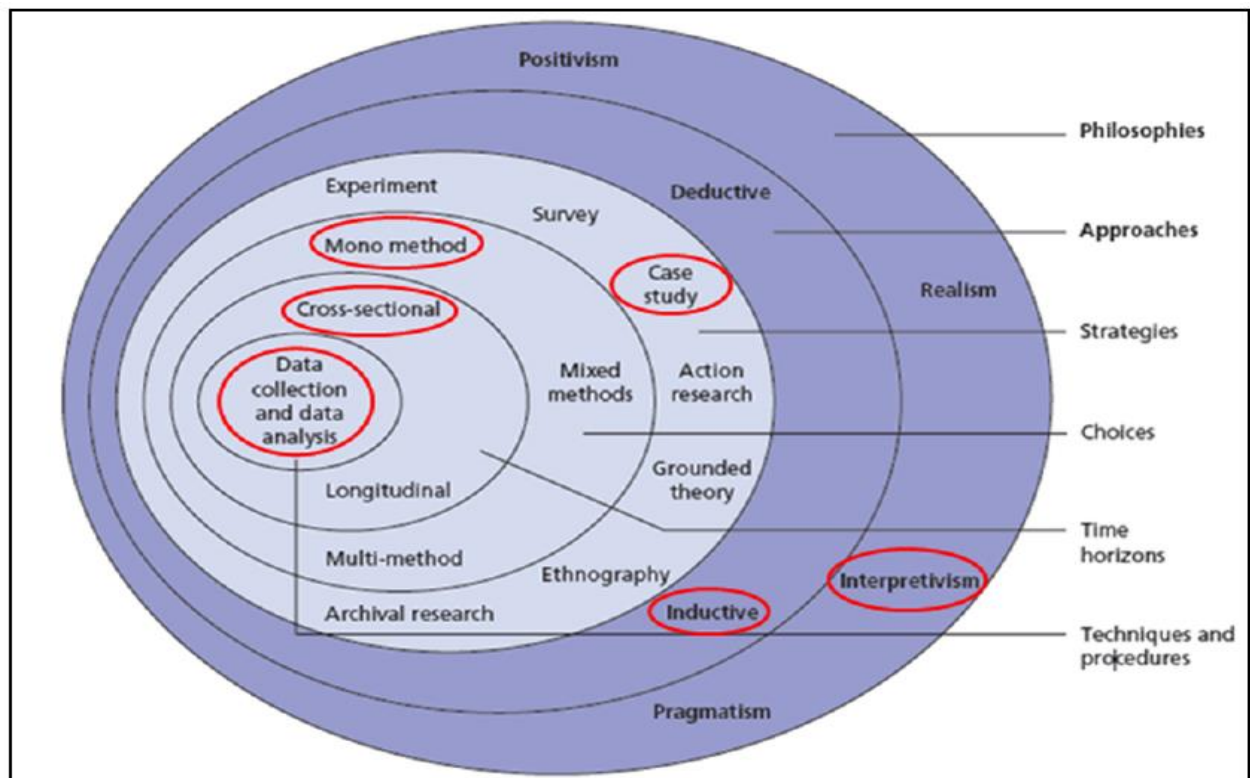 Positivism
Philosophies
Experiment
Deductive
Survey
Approaches
Mono method
Case
study
Realism
Cross-sectional
Strategies
Data
collection
and data
analysis
Mixed
methods
Action
research
Choices
Grounded
theory
Longitudinal
Time
horizons
Multi-method
Ethnography
Interpretivism
Archival research
Inductive
Techniques and
procedures
Pragmatism